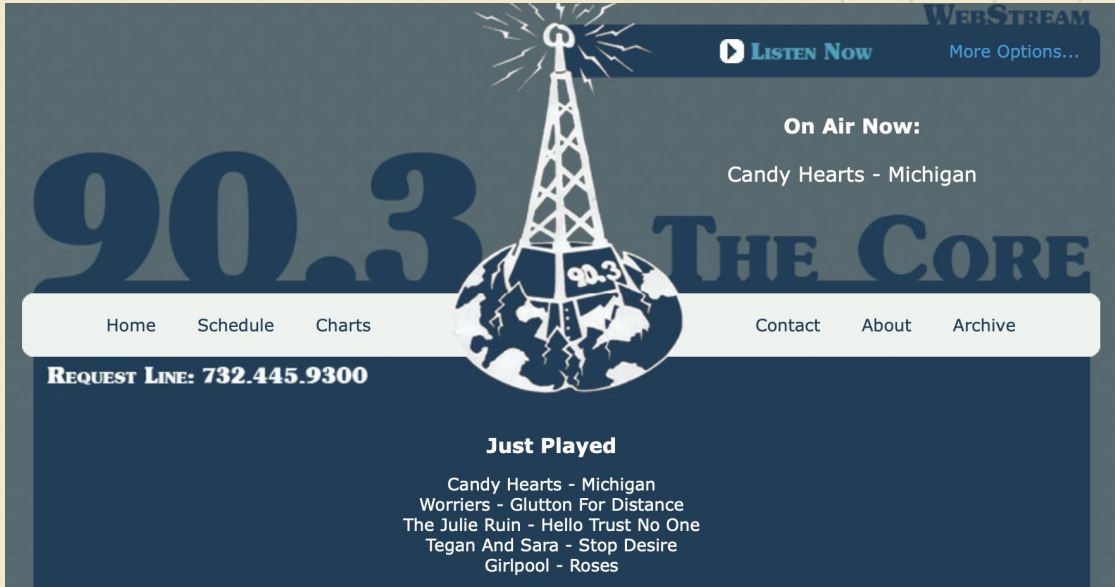 WebStream
Listen Now
More Options...
On Air Now:
Candy Hearts - Michigan
90.3
The Core
90.3
Home
Schedule
Charts
Contact
About
Archive
Request Line: 732.445.9300
Just Played
Candy Hearts - Michigan
Worriers - Glutton For Distance
The Julie Ruin - Hello Trust No One
Tegan And Sara - Stop Desire
Girlpool - Roses